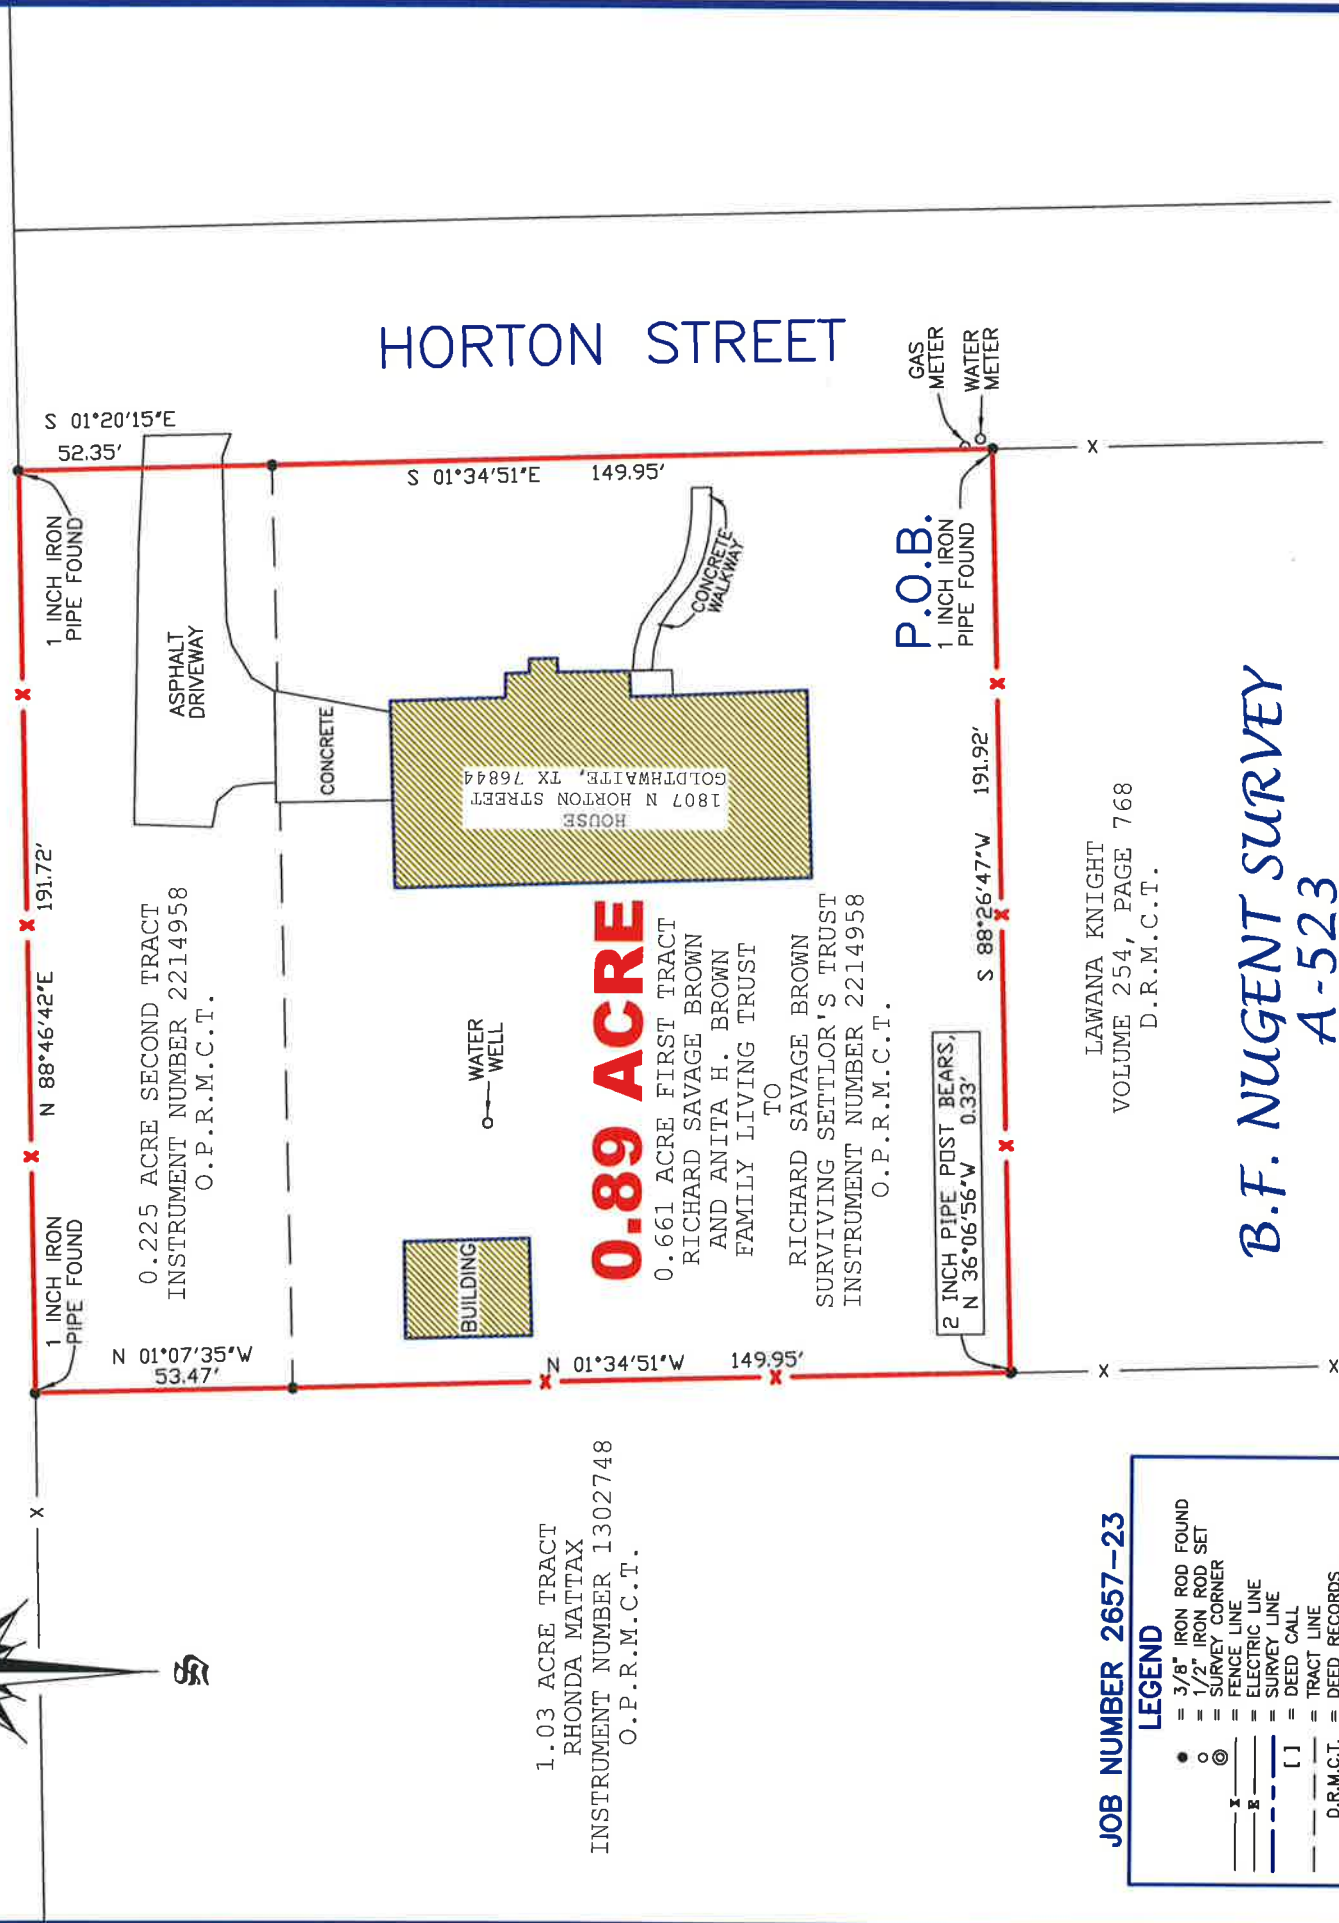 HORTON STREET
S 01°20'15"E
52.35'
S 01°34'51"E 149.95'
GAS
METER
WATER
METER
1 INCH IRON
PIPE FOUND
ASPHALT
DRIVEWAY
CONCRETE
CONCRETE
WALKWAY
P.O.B.
1 INCH IRON
PIPE FOUND
HOUSE
1807 N HORTON STREET
GOLDTHWAITE, TX 76844
N 88°46'42"E 191.72'
S 88°26'47"W 191.92'
0.225 ACRE SECOND TRACT
INSTRUMENT NUMBER 2214958
O.P.R.M.C.T.
WATER
WELL
0.89 ACRE
0.661 ACRE FIRST TRACT
RICHARD SAVAGE BROWN
AND ANITA H. BROWN
FAMILY LIVING TRUST
TO
RICHARD SAVAGE BROWN
SURVIVING SETTLOR'S TRUST
INSTRUMENT NUMBER 2214958
O.P.R.M.C.T.
2 INCH PIPE POST BEARS,
N 36°06'56"W 0.33'
LAWANA KNIGHT
VOLUME 254, PAGE 768
D.R.M.C.T.
B.F. NUGENT SURVEY
A-523
1 INCH IRON
PIPE FOUND
BUILDING
N 01°07'35"W
53.47'
N 01°34'51"W 149.95'
1.03 ACRE TRACT
RHONDA MATTAX
INSTRUMENT NUMBER 1302748
O.P.R.M.C.T.
JOB NUMBER 2657-23
LEGEND
= 3/8" IRON ROD FOUND
= 1/2" IRON ROD SET
= SURVEY CORNER
X = FENCE LINE
E = ELECTRIC LINE
= SURVEY LINE
[ ] = DEED CALL
= TRACT LINE
D.R.M.C.T. = DEED RECORDS